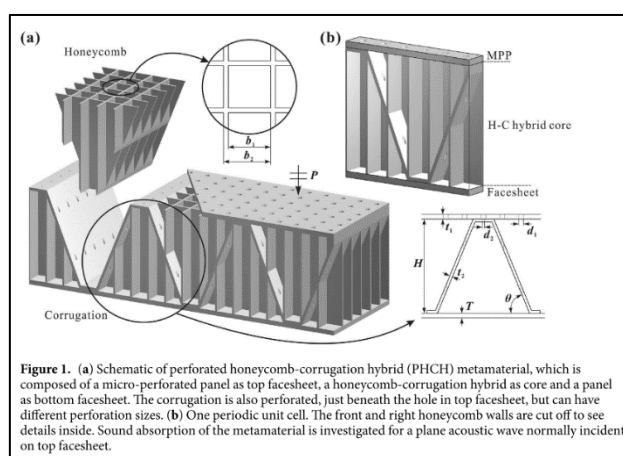 (a)
Honeycomb
b₁
b₂
P
Corrugation
(b)
MPP
H-C hybrid core
Facesheet
t₁
d₂
d₁
H
t₂
T
θ
Figure 1. (a) Schematic of perforated honeycomb-corrugation hybrid (PHCH) metamaterial, which is
composed of a micro-perforated panel as top facesheet, a honeycomb-corrugation hybrid as core and a panel
as bottom facesheet. The corrugation is also perforated, just beneath the hole in top facesheet, but can have
different perforation sizes. (b) One periodic unit cell. The front and right honeycomb walls are cut off to see
details inside. Sound absorption of the metamaterial is investigated for a plane acoustic wave normally incident
on top facesheet.